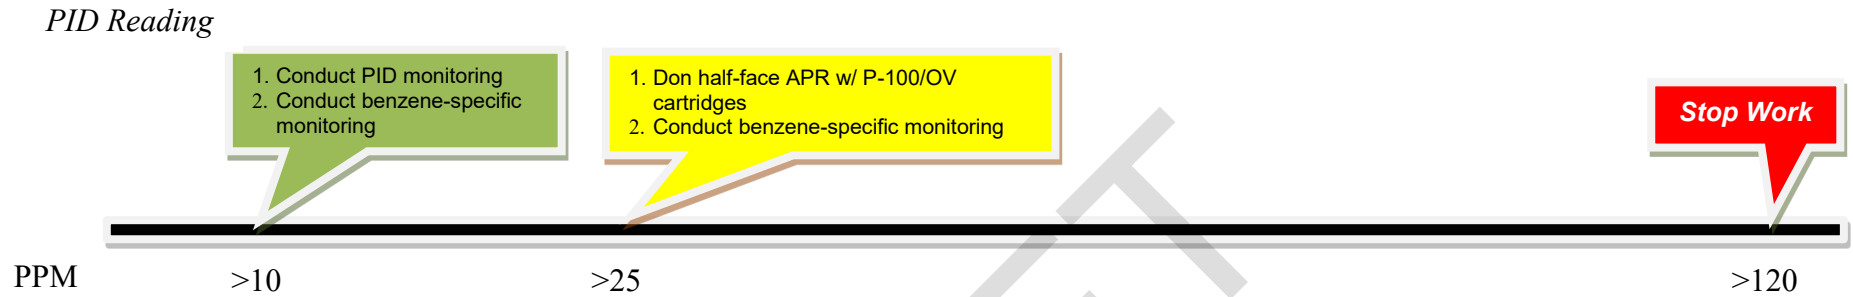 PID Reading
1. Conduct PID monitoring
2. Conduct benzene-specific
monitoring
1. Don half-face APR w/ P-100/OV
cartridges
2. Conduct benzene-specific monitoring
Stop Work
PPM >10 >25 >120